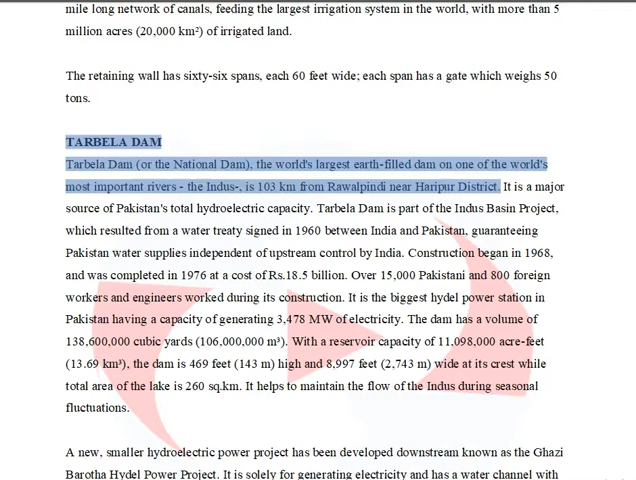 mile long network of canals, feeding the largest irrigation system in the world, with more than 5
million acres (20,000 km²) of irrigated land.
The retaining wall has sixty-six spans, each 60 feet wide; each span has a gate which weighs 50
tons.
TARBELA DAM
Tarbela Dam (or the National Dam), the world's largest earth-filled dam on one of the world's
most important rivers - the Indus-, is 103 km from Rawalpindi near Haripur District. It is a major
source of Pakistan's total hydroelectric capacity. Tarbela Dam is part of the Indus Basin Project,
which resulted from a water treaty signed in 1960 between India and Pakistan, guaranteeing
Pakistan water supplies independent of upstream control by India. Construction began in 1968,
and was completed in 1976 at a cost of Rs.18.5 billion. Over 15,000 Pakistani and 800 foreign
workers and engineers worked during its construction. It is the biggest hydel power station in
Pakistan having a capacity of generating 3,478 MW of electricity. The dam has a volume of
138,600,000 cubic yards (106,000,000 m³). With a reservoir capacity of 11,098,000 acre-feet
(13.69 km³), the dam is 469 feet (143 m) high and 8,997 feet (2,743 m) wide at its crest while
total area of the lake is 260 sq.km. It helps to maintain the flow of the Indus during seasonal
fluctuations.
A new, smaller hydroelectric power project has been developed downstream known as the Ghazi
Barotha Hydel Power Project. It is solely for generating electricity and has a water channel with